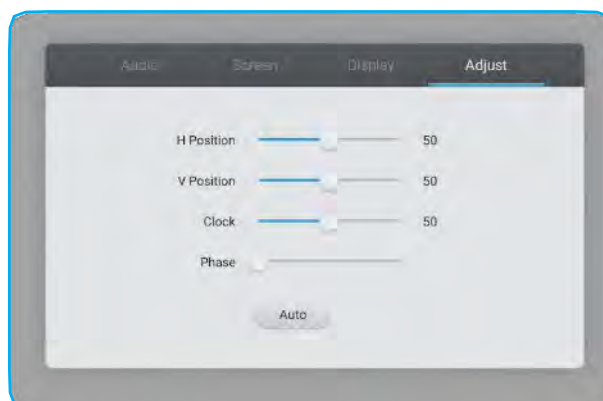 Audio Screen Display Adjust
H Position 50
V Position 50
Clock 50
Phase
Auto